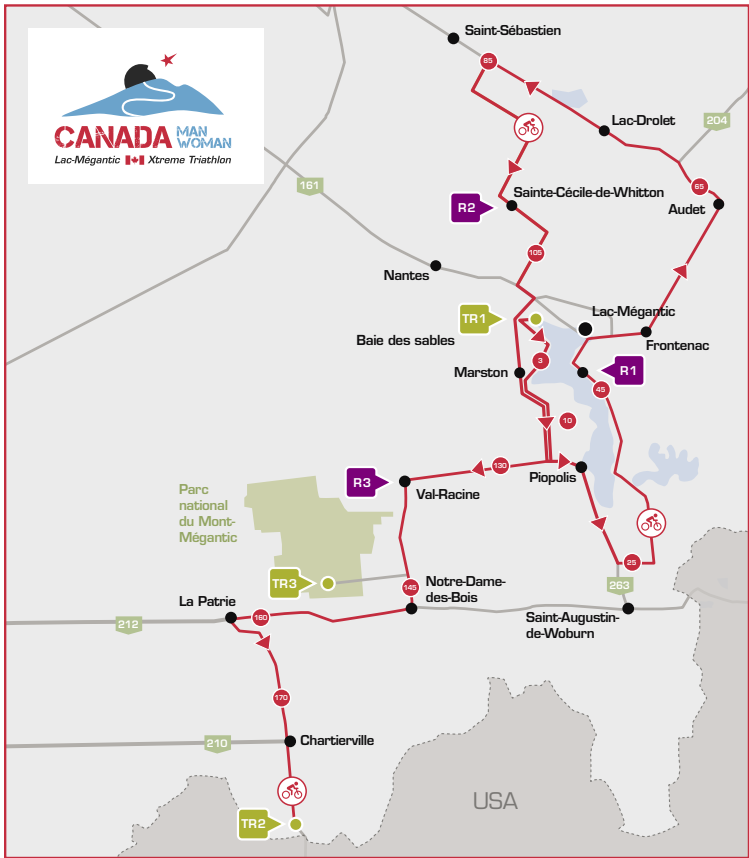 CANADA MAN
WOMAN
Lac-Mégantic Xtreme Triathlon
Saint-Sébastien
85
Lac-Drolet
204
161
65
Sainte-Cécile-de-Whitton
R2
Audet
105
Nantes
Lac-Mégantic
TR1
Baie des sables
Frontenac
3
Marston
R1
45
10
130
Piopolis
R3
Val-Racine
Parc
national
du Mont-
Mégantic
25
TR3
145
Notre-Dame-
des-Bois
263
La Patrie
160
212
Saint-Augustin-
de-Woburn
170
210
Chartierville
USA
TR2